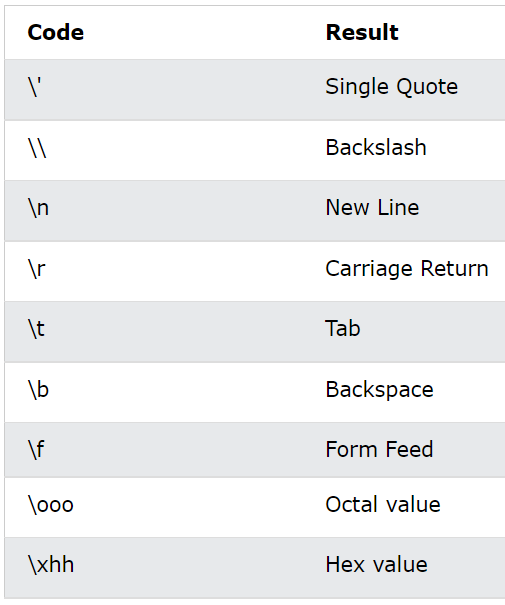 Code Result
\' Single Quote
\\ Backslash
\n New Line
\r Carriage Return
\t Tab
\b Backspace
\f Form Feed
\ooo Octal value
\xhh Hex value